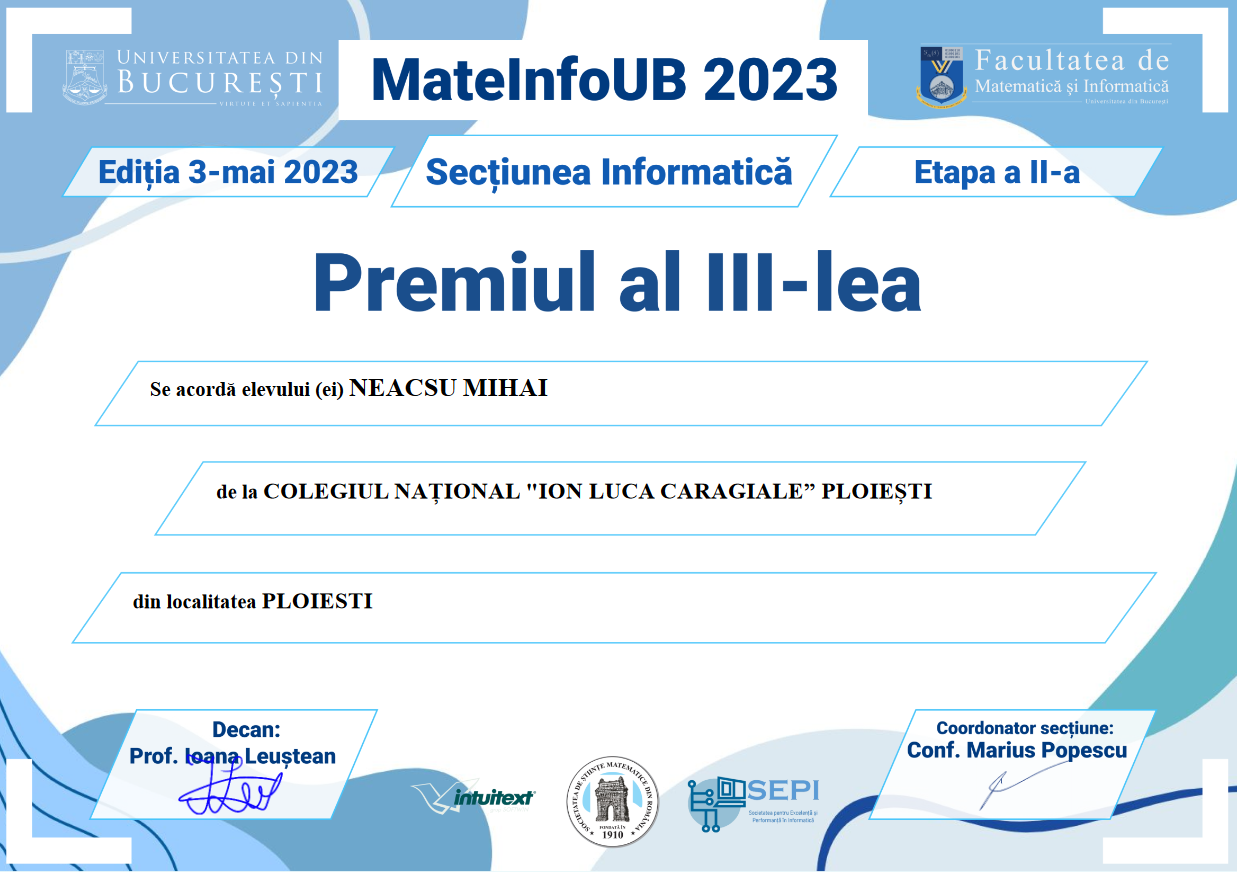 UNIVERSITATEA DIN
BUCUREȘTI
VIRTUTE ET SAPIENTIA
MateInfoUB 2023
Facultatea de
Matematică și Informatică
Universitatea din București
Ediția 3-mai 2023
Secțiunea Informatică
Etapa a II-a
Premiul al III-lea
Se acordă elevului (ei) NEACSU MIHAI
de la COLEGIUL NAȚIONAL "ION LUCA CARAGIALE” PLOIEȘTI
din localitatea PLOIESTI
Decan:
Prof. Ioana Leuștean
Coordonator secțiune:
Conf. Marius Popescu
intuitext
SOCIETATEA DE ȘTIINȚE MATEMATICE DIN ROMÂNIA
FONDATĂ ÎN
1910
SEPI
Societatea pentru Excelență și
Performanță în Informatică